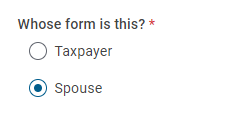 Whose form is this? *
Taxpayer
Spouse